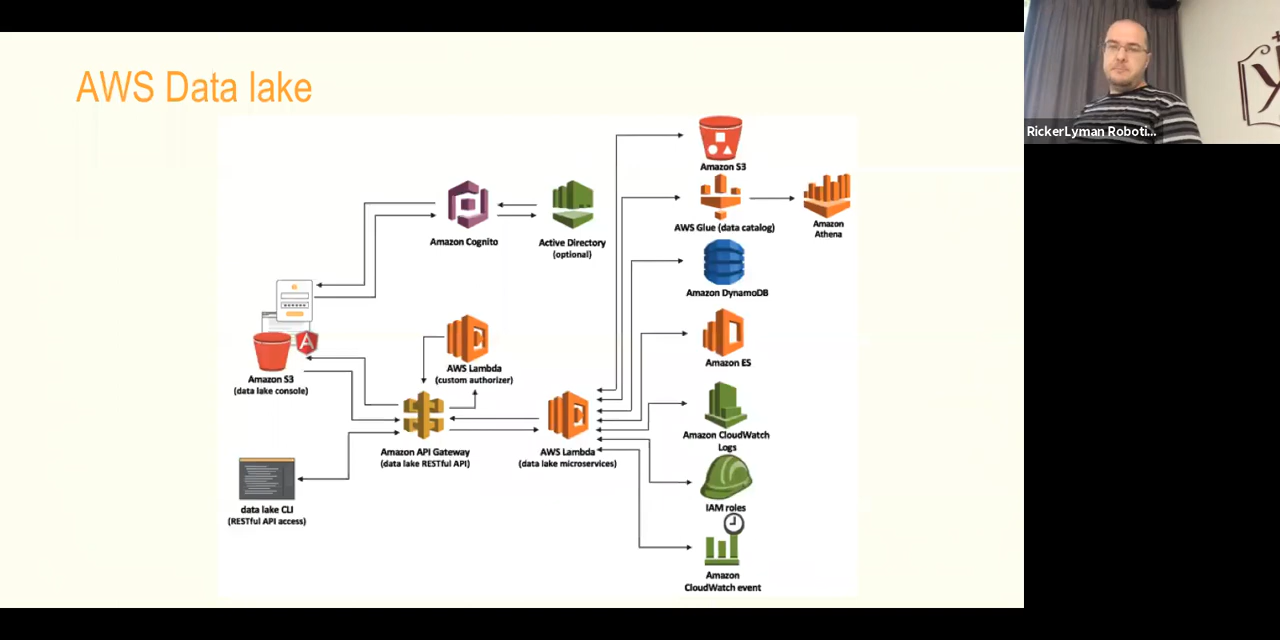 AWS Data lake
RickerLyman Roboti...
Amazon S3
AWS Glue (data catalog)
Amazon
Athena
Amazon Cognito
Active Directory
(optional)
Amazon DynamoDB
Amazon ES
AWS Lambda
(custom authorizer)
Amazon S3
(data lake console)
Amazon API Gateway
(data lake RESTful API)
AWS Lambda
(data lake microservices)
Amazon CloudWatch
Logs
data lake CLI
(RESTful API access)
IAM roles
Amazon
CloudWatch event